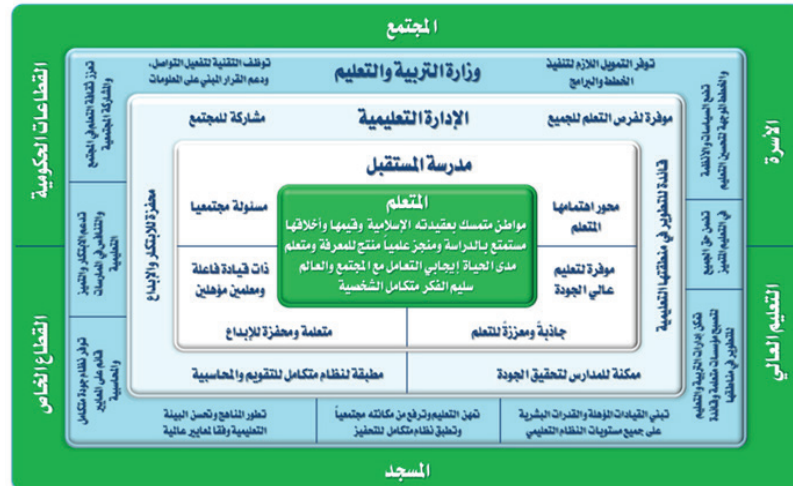 المجتمع
القطاعات الحكومية
الأسرة
القطاع الخاص
التعليم العالي
المسجد
وزارة التربية والتعليم
توفر التمويل اللازم لتنفيذ
الخطط والبرامج
توظف التقنية لتفعيل التواصل،
ودعم القرار المبني على المعلومات
تضع السياسات والأنظمة
والخطط الموجهة لتحسين التعليم
تضمن حق الجميع
في التعليم المتميز
تمكن إدارات التربية والتعليم
لتصبح مؤسسات متعلمة وقائدة
للتطوير في مناطقها
تعزز ثقافة التعلم في المجتمع
والمشاركة المجتمعية
تدعم الابتكار والتميز
والتنافس في الممارسات
التعليمية
توفر نظام جودة متكامل
قائم على المعايير
والمحاسبية
تبني القيادات المؤهلة والقدرات البشرية
على جميع مستويات النظام التعليمي
تمهن التعليم وترفع من مكانته مجتمعياً
وتطبق نظام متكامل للتحفيز
تطور المناهج وتحسن البيئة
التعليمية وفقا لمعايير عالية
الإدارة التعليمية
موفرة لفرص التعلم للجميع
مشاركة للمجتمع
قائدة للتطوير في منطقتها التعليمية
محفزة للابتكار والإبداع
ممكنة للمدارس لتحقيق الجودة
مطبقة لنظام متكامل للتقويم والمحاسبية
مدرسة المستقبل
محور اهتمامها
المتعلم
مسئولة مجتمعيا
موفرة لتعليم
عالي الجودة
ذات قيادة فاعلة
ومعلمين مؤهلين
جاذبة ومعززة للتعلم
متعلمة ومحفزة للإبداع
المتعلم
مواطن متمسك بعقيدته الإسلامية وقيمها وأخلاقها
مستمتع بالدراسة ومنجز علمياً منتج للمعرفة ومتعلم
مدى الحياة إيجابي التعامل مع المجتمع والعالم
سليم الفكر متكامل الشخصية